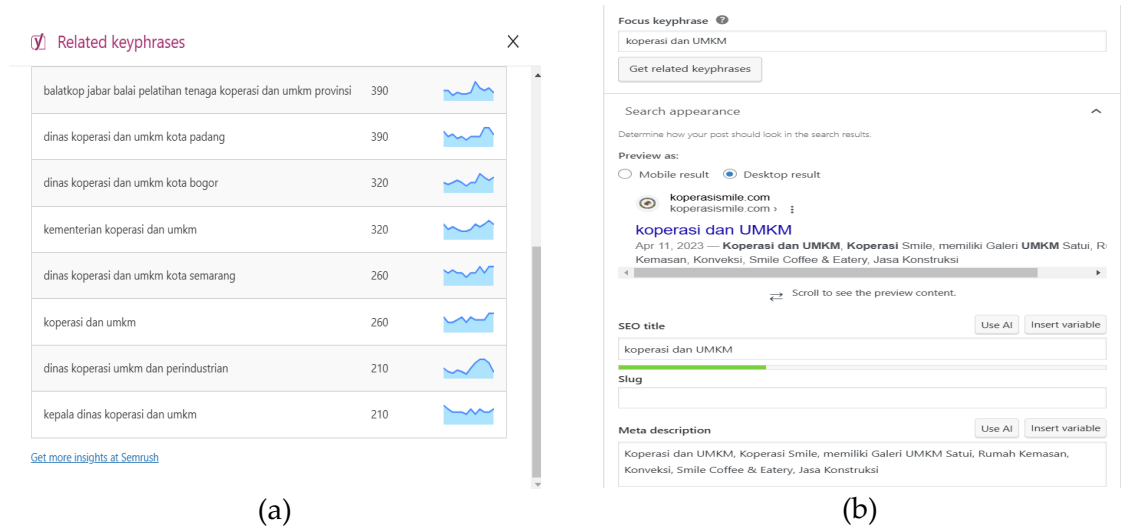 Related keyphrases
balatkop jabar balai pelatihan tenaga koperasi dan umkm provinsi 390
dinas koperasi dan umkm kota padang 390
dinas koperasi dan umkm kota bogor 320
kementerian koperasi dan umkm 320
dinas koperasi dan umkm kota semarang 260
koperasi dan umkm 260
dinas koperasi umkm dan perindustrian 210
kepala dinas koperasi dan umkm 210
Get more insights at Semrush
(a)
Focus keyphrase
koperasi dan UMKM
Get related keyphrases
Search appearance
Determine how your post should look in the search results.
Preview as:
Mobile result Desktop result
koperasismile.com
koperasismile.com ›
koperasi dan UMKM
Apr 11, 2023 — Koperasi dan UMKM, Koperasi Smile, memiliki Galeri UMKM Satui, R
Kemasan, Konveksi, Smile Coffee & Eatery, Jasa Konstruksi
Scroll to see the preview content.
SEO title Use AI Insert variable
koperasi dan UMKM
Slug
Meta description Use AI Insert variable
Koperasi dan UMKM, Koperasi Smile, memiliki Galeri UMKM Satui, Rumah Kemasan,
Konveksi, Smile Coffee & Eatery, Jasa Konstruksi
(b)